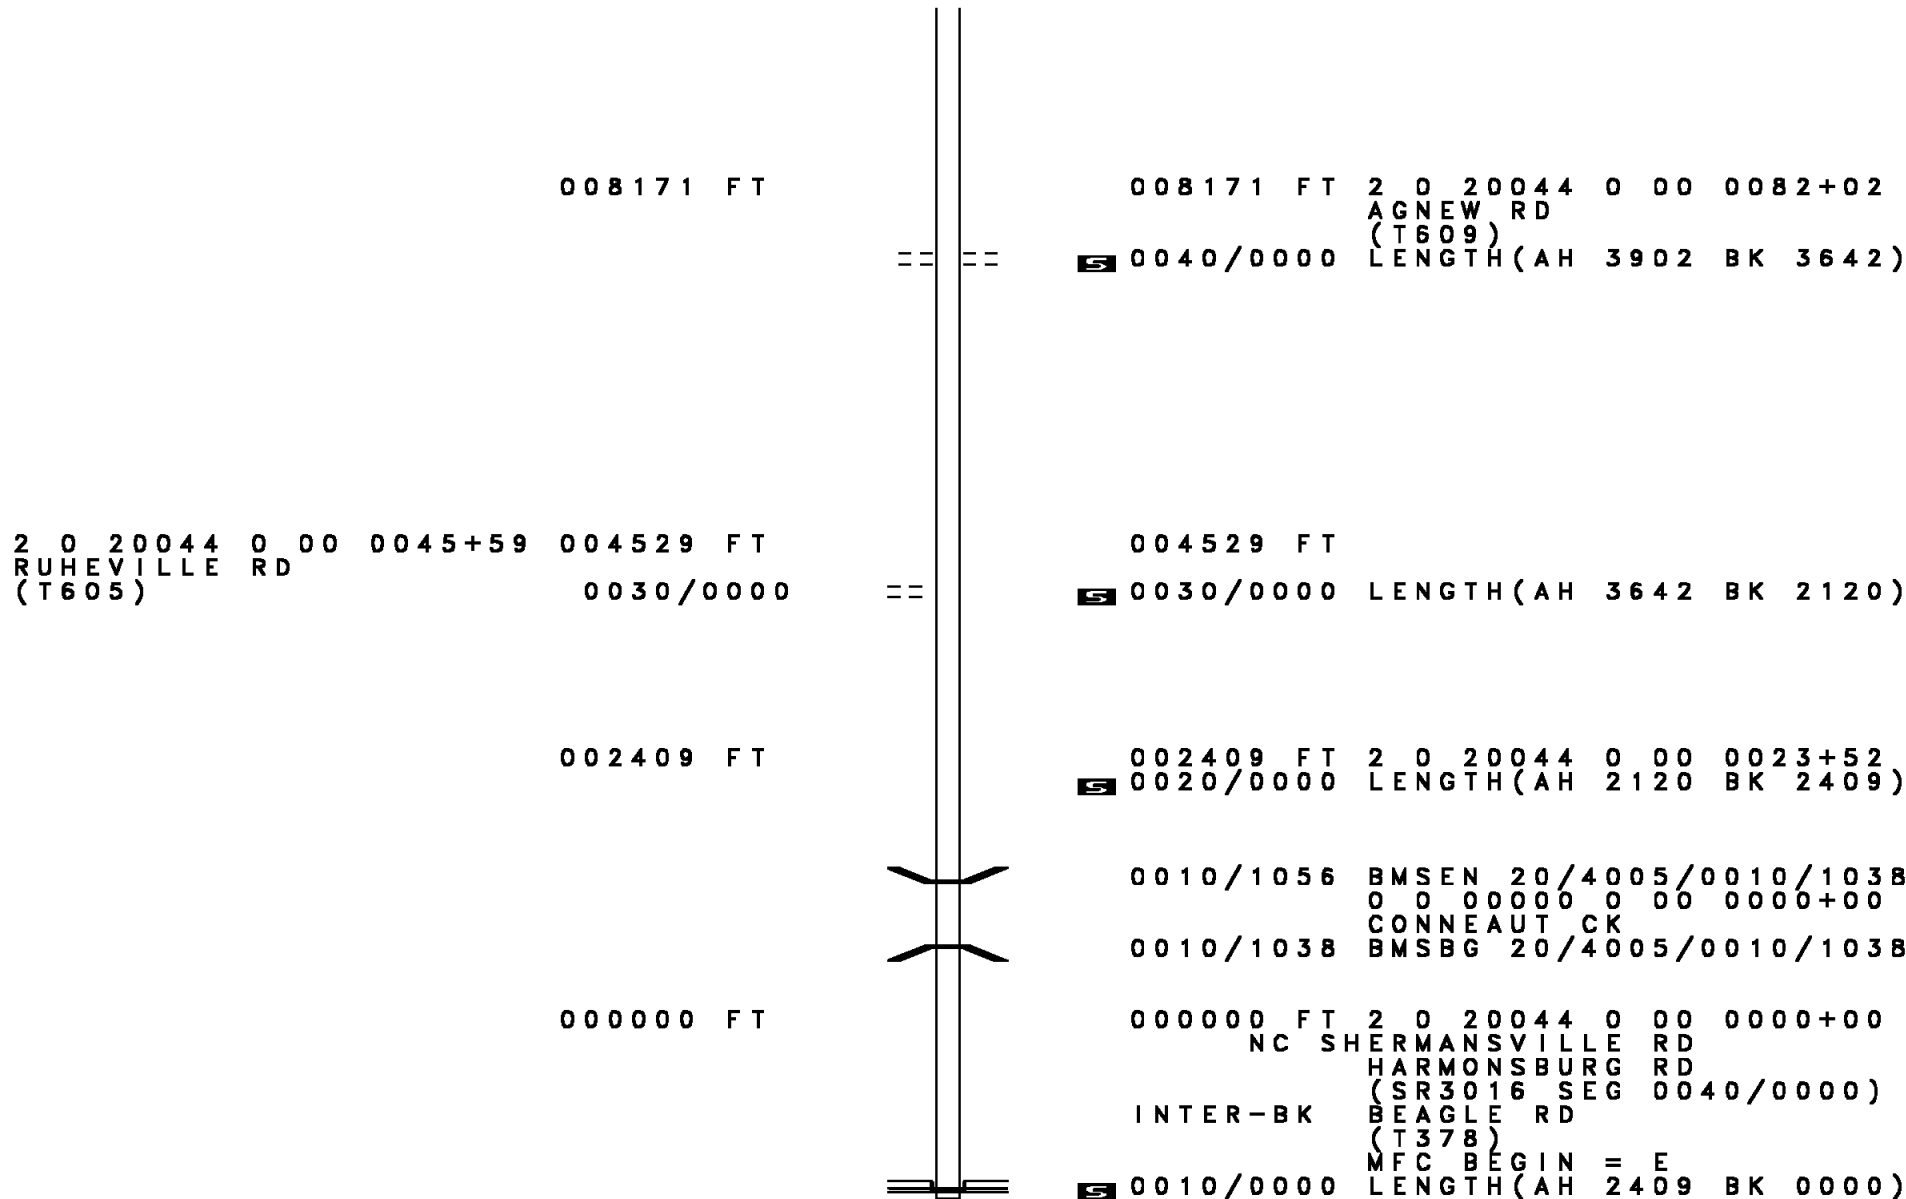 008171 FT 008171 FT 2 0 20044 0 00 0082+02
AGNEW RD
(T609)
S 0040/0000 LENGTH(AH 3902 BK 3642)
2 0 20044 0 00 0045+59 004529 FT 004529 FT
RUHEVILLE RD
(T605) 0030/0000 S 0030/0000 LENGTH(AH 3642 BK 2120)
002409 FT 002409 FT 2 0 20044 0 00 0023+52
S 0020/0000 LENGTH(AH 2120 BK 2409)
0010/1056 BMSEN 20/4005/0010/1038
0 0 00000 0 00 0000+00
CONNEAUT CK
0010/1038 BMSBG 20/4005/0010/1038
000000 FT 000000 FT 2 0 20044 0 00 0000+00
NC SHERMANSVILLE RD
HARMONSBURG RD
(SR3016 SEG 0040/0000)
INTER-BK BEAGLE RD
(T378)
MFC BEGIN = E
S 0010/0000 LENGTH(AH 2409 BK 0000)